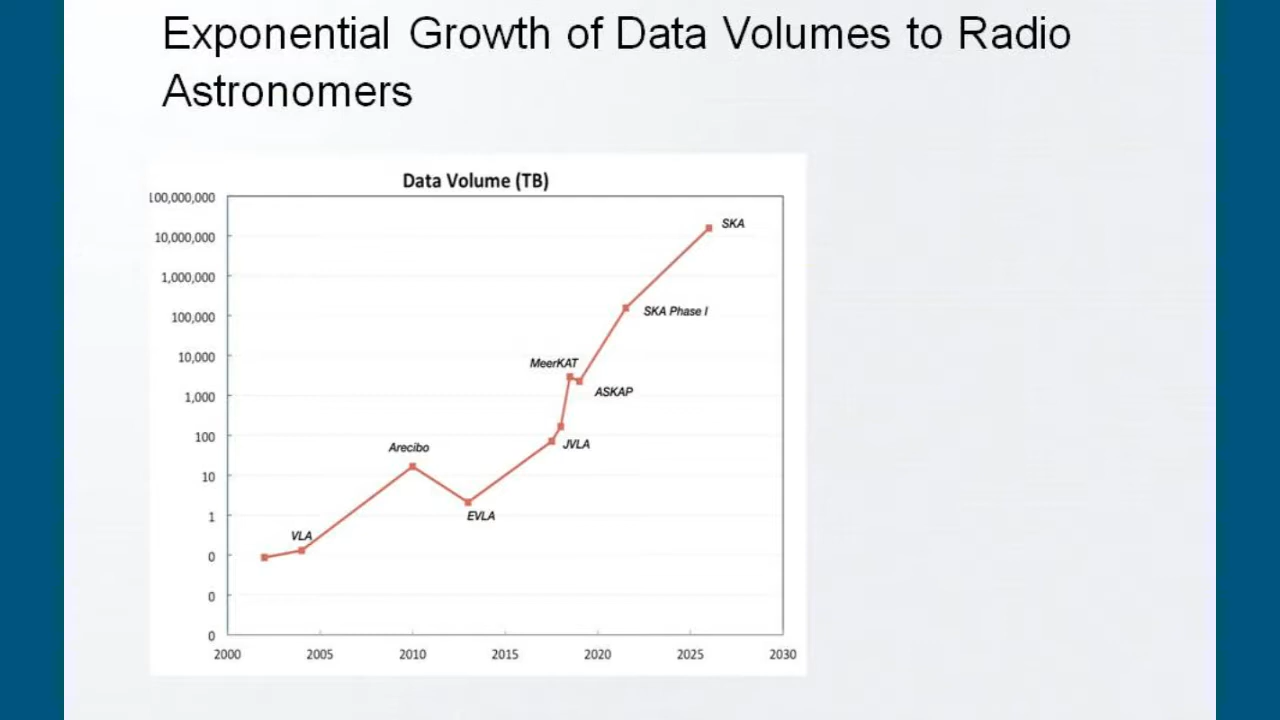 Exponential Growth of Data Volumes to Radio
Astronomers
Data Volume (TB)
100,000,000
10,000,000
1,000,000
100,000
10,000
1,000
100
10
1
0
0
0
SKA
SKA Phase I
MeerKAT
ASKAP
Arecibo
JVLA
EVLA
VLA
2000 2005 2010 2015 2020 2025 2030